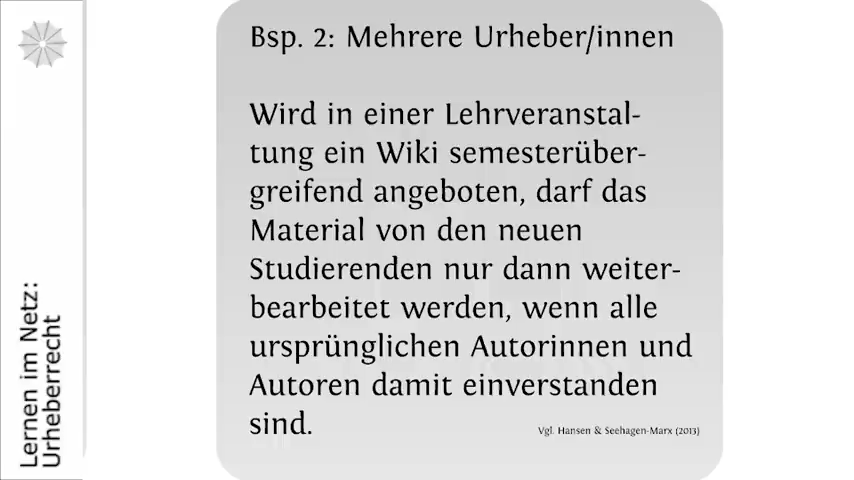 Bsp. 2: Mehrere Urheber/innen
Wird in einer Lehrveranstal-
tung ein Wiki semesterüber-
greifend angeboten, darf das
Material von den neuen
Studierenden nur dann weiter-
bearbeitet werden, wenn alle
ursprünglichen Autorinnen und
Autoren damit einverstanden
sind.
Vgl. Hansen & Seehagen-Marx (2013)
Lernen im Netz:
Urheberrecht